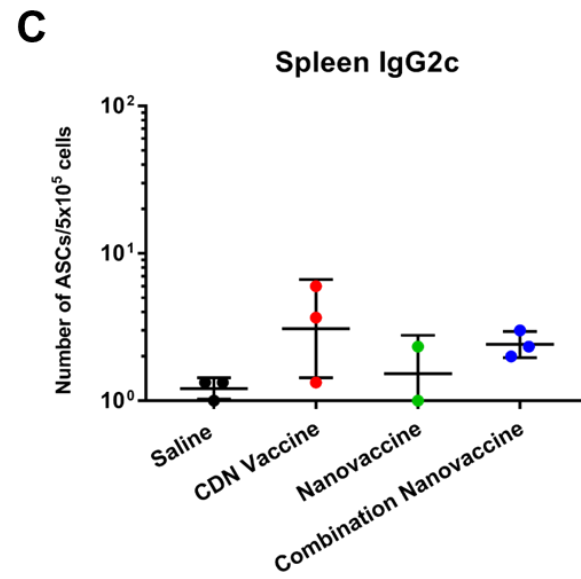 C
Spleen IgG2c
Number of ASCs/5x10⁵ cells
10²
10¹
10⁰
Saline
CDN Vaccine
Nanovaccine
Combination Nanovaccine